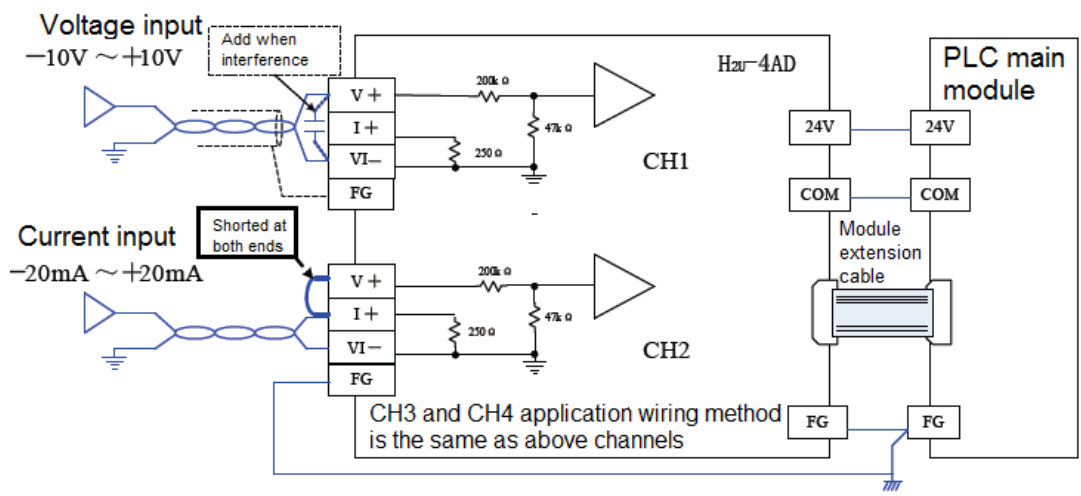 Voltage input
−10V ～+10V
Add when
interference
V+
I+
VI−
FG
200k Ω
47k Ω
250 Ω
CH1
H2U−4AD
PLC main
module
24V
24V
COM
COM
Module
extension
cable
Current input
−20mA ～+20mA
Shorted at
both ends
V+
I+
VI−
FG
200k Ω
47k Ω
250 Ω
CH2
CH3 and CH4 application wiring method
is the same as above channels
FG
FG